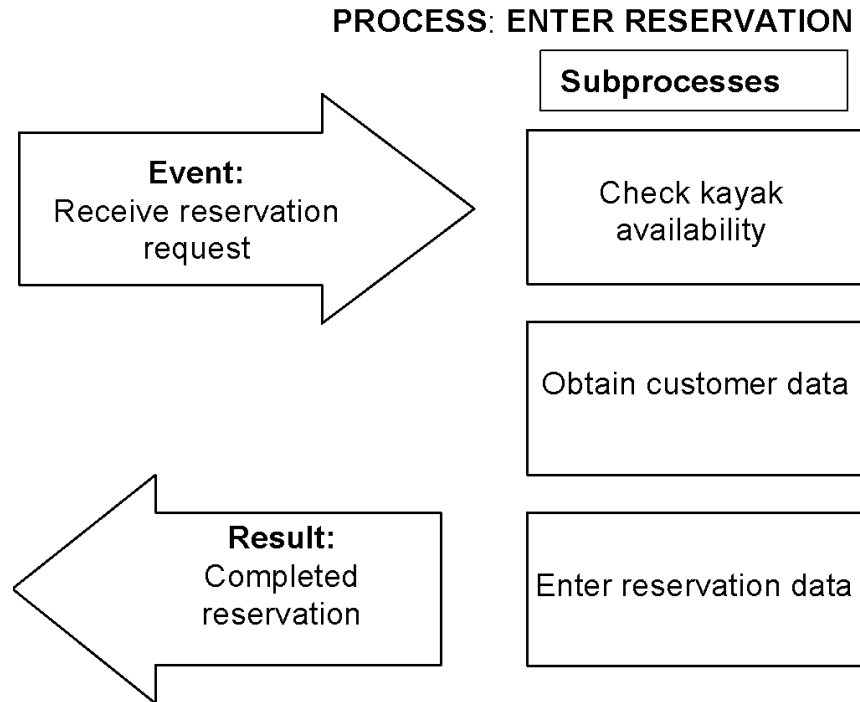 PROCESS: ENTER RESERVATION
Subprocesses
Event:
Receive reservation
request
Check kayak
availability
Obtain customer data
Result:
Completed
reservation
Enter reservation data